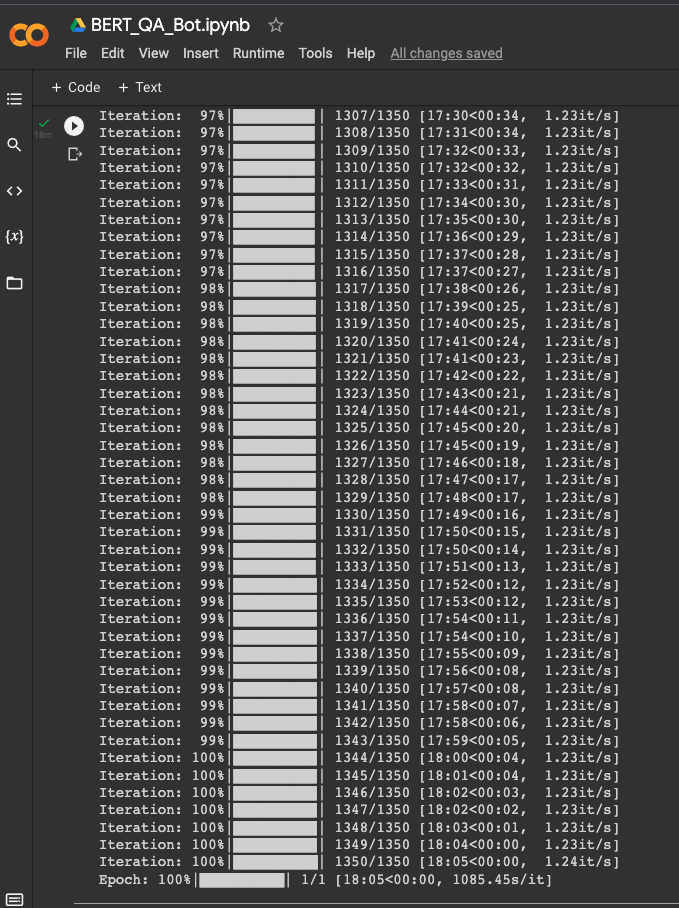 BERT_QA_Bot.ipynb
File Edit View Insert Runtime Tools Help All changes saved
+ Code + Text
18m
Iteration: 97%| | 1307/1350 [17:30<00:34, 1.23it/s]
Iteration: 97%| | 1308/1350 [17:31<00:34, 1.23it/s]
Iteration: 97%| | 1309/1350 [17:32<00:33, 1.23it/s]
Iteration: 97%| | 1310/1350 [17:32<00:32, 1.23it/s]
Iteration: 97%| | 1311/1350 [17:33<00:31, 1.23it/s]
Iteration: 97%| | 1312/1350 [17:34<00:30, 1.23it/s]
Iteration: 97%| | 1313/1350 [17:35<00:30, 1.23it/s]
Iteration: 97%| | 1314/1350 [17:36<00:29, 1.23it/s]
Iteration: 97%| | 1315/1350 [17:37<00:28, 1.23it/s]
Iteration: 97%| | 1316/1350 [17:37<00:27, 1.23it/s]
Iteration: 98%| | 1317/1350 [17:38<00:26, 1.23it/s]
Iteration: 98%| | 1318/1350 [17:39<00:25, 1.23it/s]
Iteration: 98%| | 1319/1350 [17:40<00:25, 1.23it/s]
Iteration: 98%| | 1320/1350 [17:41<00:24, 1.23it/s]
Iteration: 98%| | 1321/1350 [17:41<00:23, 1.23it/s]
Iteration: 98%| | 1322/1350 [17:42<00:22, 1.23it/s]
Iteration: 98%| | 1323/1350 [17:43<00:21, 1.23it/s]
Iteration: 98%| | 1324/1350 [17:44<00:21, 1.23it/s]
Iteration: 98%| | 1325/1350 [17:45<00:20, 1.23it/s]
Iteration: 98%| | 1326/1350 [17:45<00:19, 1.23it/s]
Iteration: 98%| | 1327/1350 [17:46<00:18, 1.23it/s]
Iteration: 98%| | 1328/1350 [17:47<00:17, 1.23it/s]
Iteration: 98%| | 1329/1350 [17:48<00:17, 1.23it/s]
Iteration: 99%| | 1330/1350 [17:49<00:16, 1.23it/s]
Iteration: 99%| | 1331/1350 [17:50<00:15, 1.23it/s]
Iteration: 99%| | 1332/1350 [17:50<00:14, 1.23it/s]
Iteration: 99%| | 1333/1350 [17:51<00:13, 1.23it/s]
Iteration: 99%| | 1334/1350 [17:52<00:12, 1.23it/s]
Iteration: 99%| | 1335/1350 [17:53<00:12, 1.23it/s]
Iteration: 99%| | 1336/1350 [17:54<00:11, 1.23it/s]
Iteration: 99%| | 1337/1350 [17:54<00:10, 1.23it/s]
Iteration: 99%| | 1338/1350 [17:55<00:09, 1.23it/s]
Iteration: 99%| | 1339/1350 [17:56<00:08, 1.23it/s]
Iteration: 99%| | 1340/1350 [17:57<00:08, 1.23it/s]
Iteration: 99%| | 1341/1350 [17:58<00:07, 1.23it/s]
Iteration: 99%| | 1342/1350 [17:58<00:06, 1.23it/s]
Iteration: 99%| | 1343/1350 [17:59<00:05, 1.23it/s]
Iteration: 100%| | 1344/1350 [18:00<00:04, 1.23it/s]
Iteration: 100%| | 1345/1350 [18:01<00:04, 1.23it/s]
Iteration: 100%| | 1346/1350 [18:02<00:03, 1.23it/s]
Iteration: 100%| | 1347/1350 [18:02<00:02, 1.23it/s]
Iteration: 100%| | 1348/1350 [18:03<00:01, 1.23it/s]
Iteration: 100%| | 1349/1350 [18:04<00:00, 1.23it/s]
Iteration: 100%| | 1350/1350 [18:05<00:00, 1.24it/s]
Epoch: 100%| | 1/1 [18:05<00:00, 1085.45s/it]